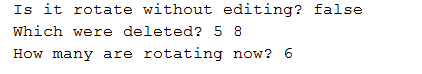 Is it rotate without editing? false
Which were deleted? 5 8
How many are rotating now? 6